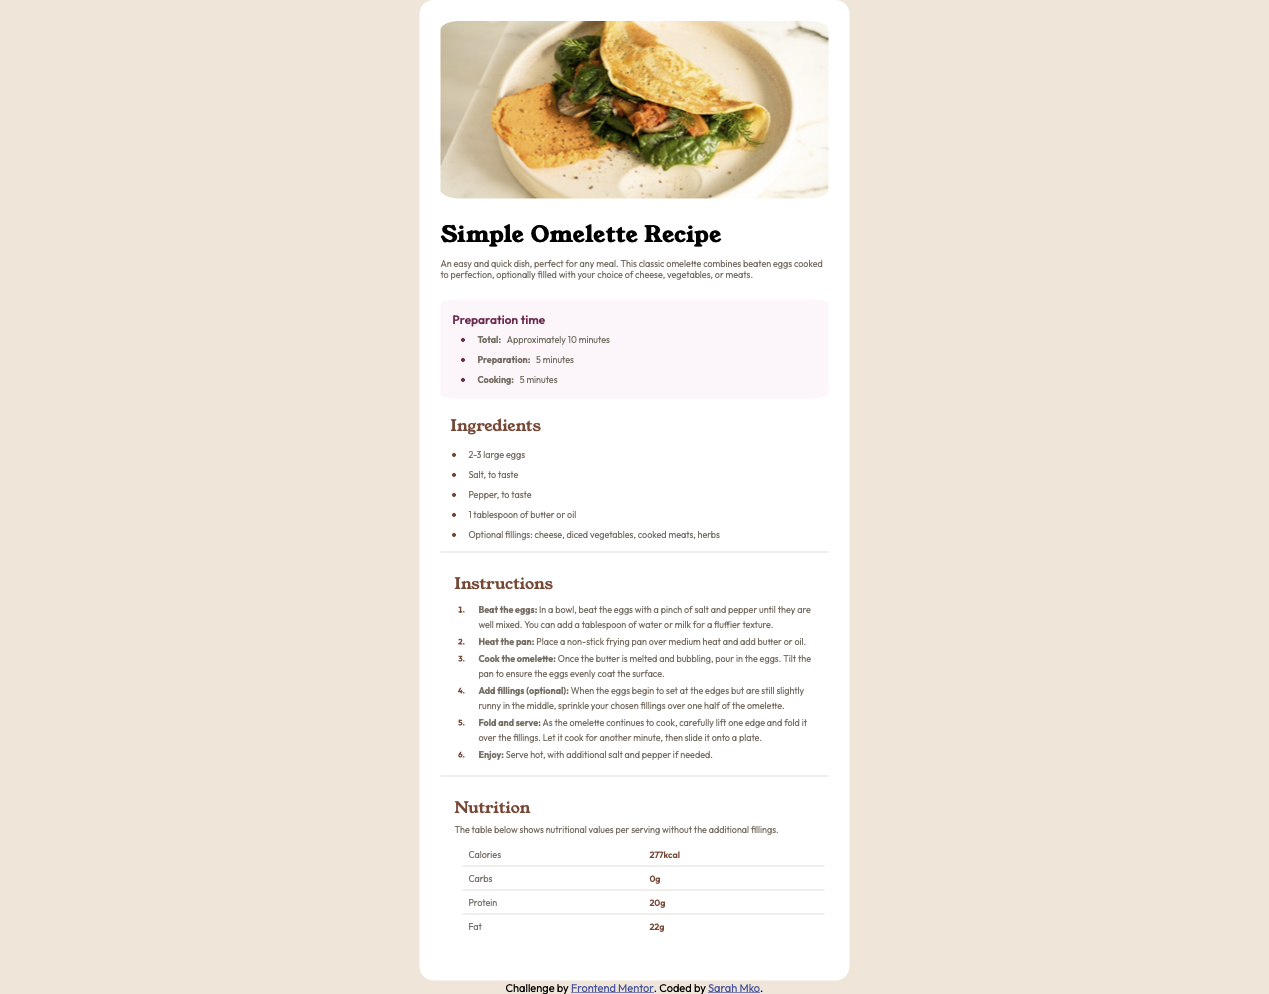 Simple Omelette Recipe
An easy and quick dish, perfect for any meal. This classic omelette combines beaten eggs cooked
to perfection, optionally filled with your choice of cheese, vegetables, or meats.
Preparation time
Total: Approximately 10 minutes
Preparation: 5 minutes
Cooking: 5 minutes
Ingredients
2-3 large eggs
Salt, to taste
Pepper, to taste
1 tablespoon of butter or oil
Optional fillings: cheese, diced vegetables, cooked meats, herbs
Instructions
1. Beat the eggs: In a bowl, beat the eggs with a pinch of salt and pepper until they are
well mixed. You can add a tablespoon of water or milk for a fluffier texture.
2. Heat the pan: Place a non-stick frying pan over medium heat and add butter or oil.
3. Cook the omelette: Once the butter is melted and bubbling, pour in the eggs. Tilt the
pan to ensure the eggs evenly coat the surface.
4. Add fillings (optional): When the eggs begin to set at the edges but are still slightly
runny in the middle, sprinkle your chosen fillings over one half of the omelette.
5. Fold and serve: As the omelette continues to cook, carefully lift one edge and fold it
over the fillings. Let it cook for another minute, then slide it onto a plate.
6. Enjoy: Serve hot, with additional salt and pepper if needed.
Nutrition
The table below shows nutritional values per serving without the additional fillings.
Calories 277kcal
Carbs 0g
Protein 20g
Fat 22g
Challenge by Frontend Mentor. Coded by Sarah Mko.